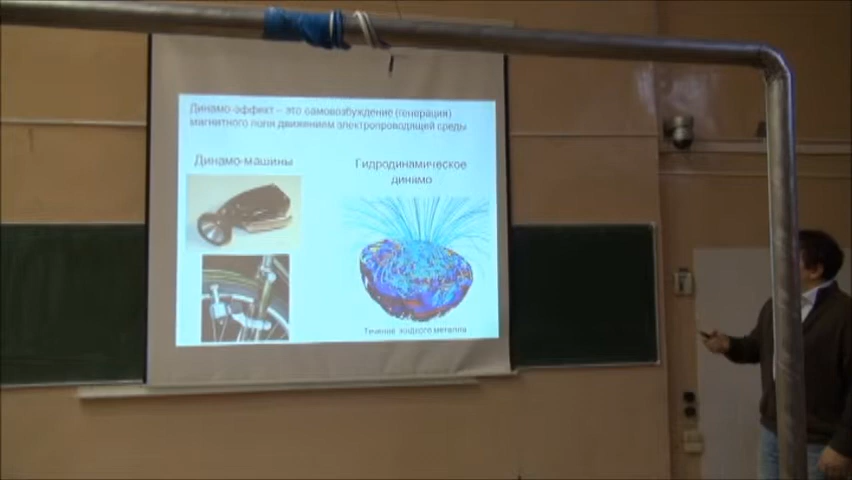 Динамо-эффект – это самовозбуждение (генерация)
магнитного поля движением электропроводящей среды
Динамо-машины
Гидродинамическое
динамо
Течение жидкого металла